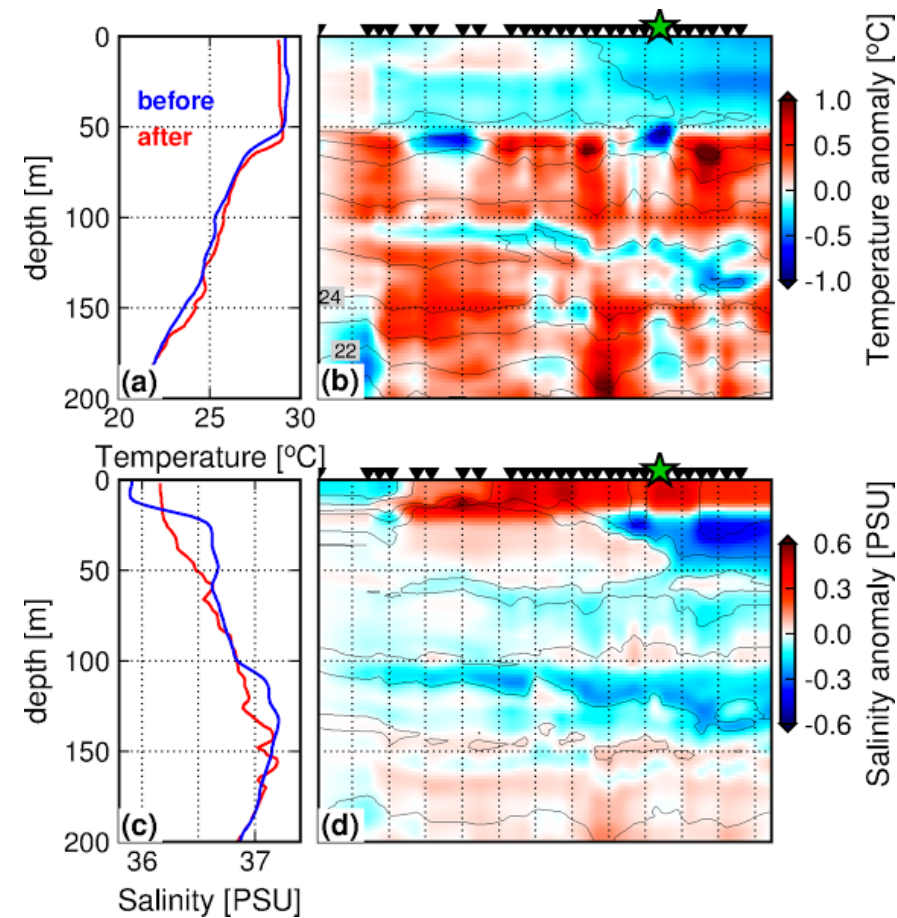 0
50
100
150
200
depth [m]
before
after
(a)
20
25
30
Temperature [ºC]
24
22
(b)
1.0
0.5
0.0
-0.5
-1.0
Temperature anomaly [ºC]
0
50
100
150
200
depth [m]
(c)
36
37
Salinity [PSU]
(d)
0.6
0.3
0.0
-0.3
-0.6
Salinity anomaly [PSU]